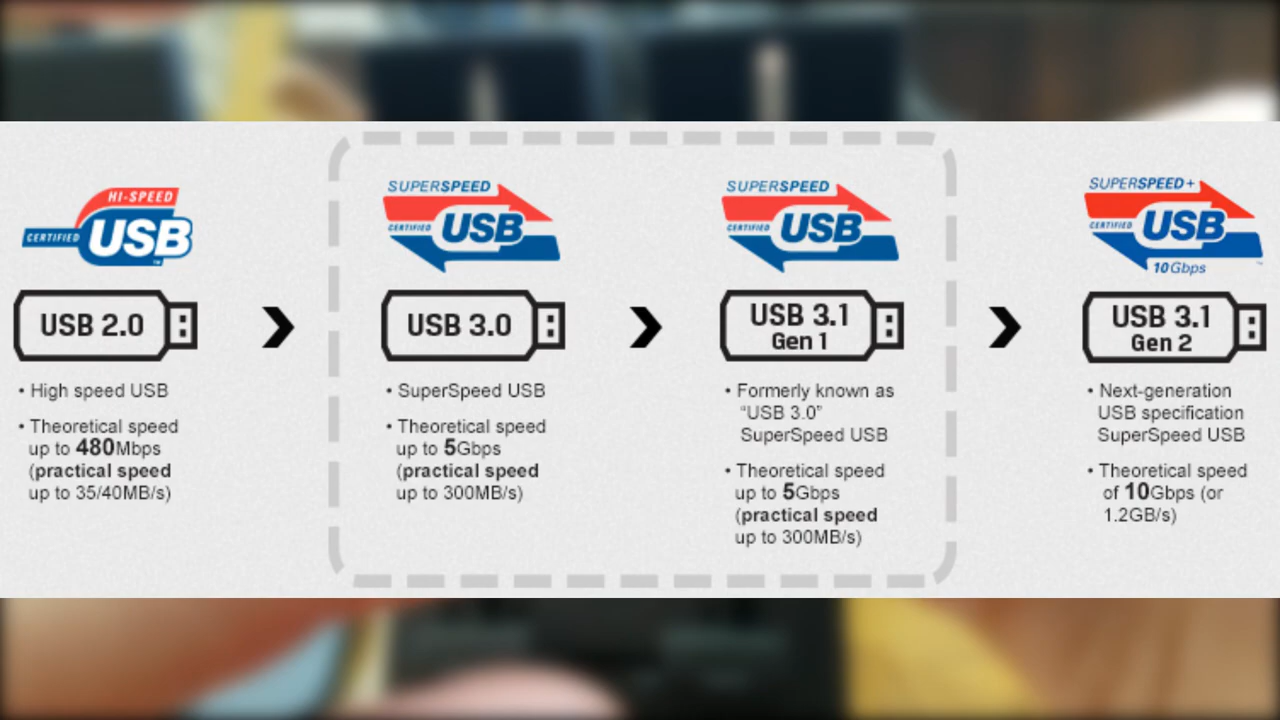 HI-SPEED
CERTIFIED USB
™
USB 2.0
• High speed USB
• Theoretical speed
up to 480Mbps
(practical speed
up to 35/40MB/s)
SUPERSPEED
CERTIFIED USB
USB 3.0
• SuperSpeed USB
• Theoretical speed
up to 5Gbps
(practical speed
up to 300MB/s)
SUPERSPEED
CERTIFIED USB
USB 3.1
Gen 1
• Formerly known as
“USB 3.0”
SuperSpeed USB
• Theoretical speed
up to 5Gbps
(practical speed
up to 300MB/s)
SUPERSPEED+
CERTIFIED USB
10Gbps ™
USB 3.1
Gen 2
• Next-generation
USB specification
SuperSpeed USB
• Theoretical speed
of 10Gbps (or
1.2GB/s)